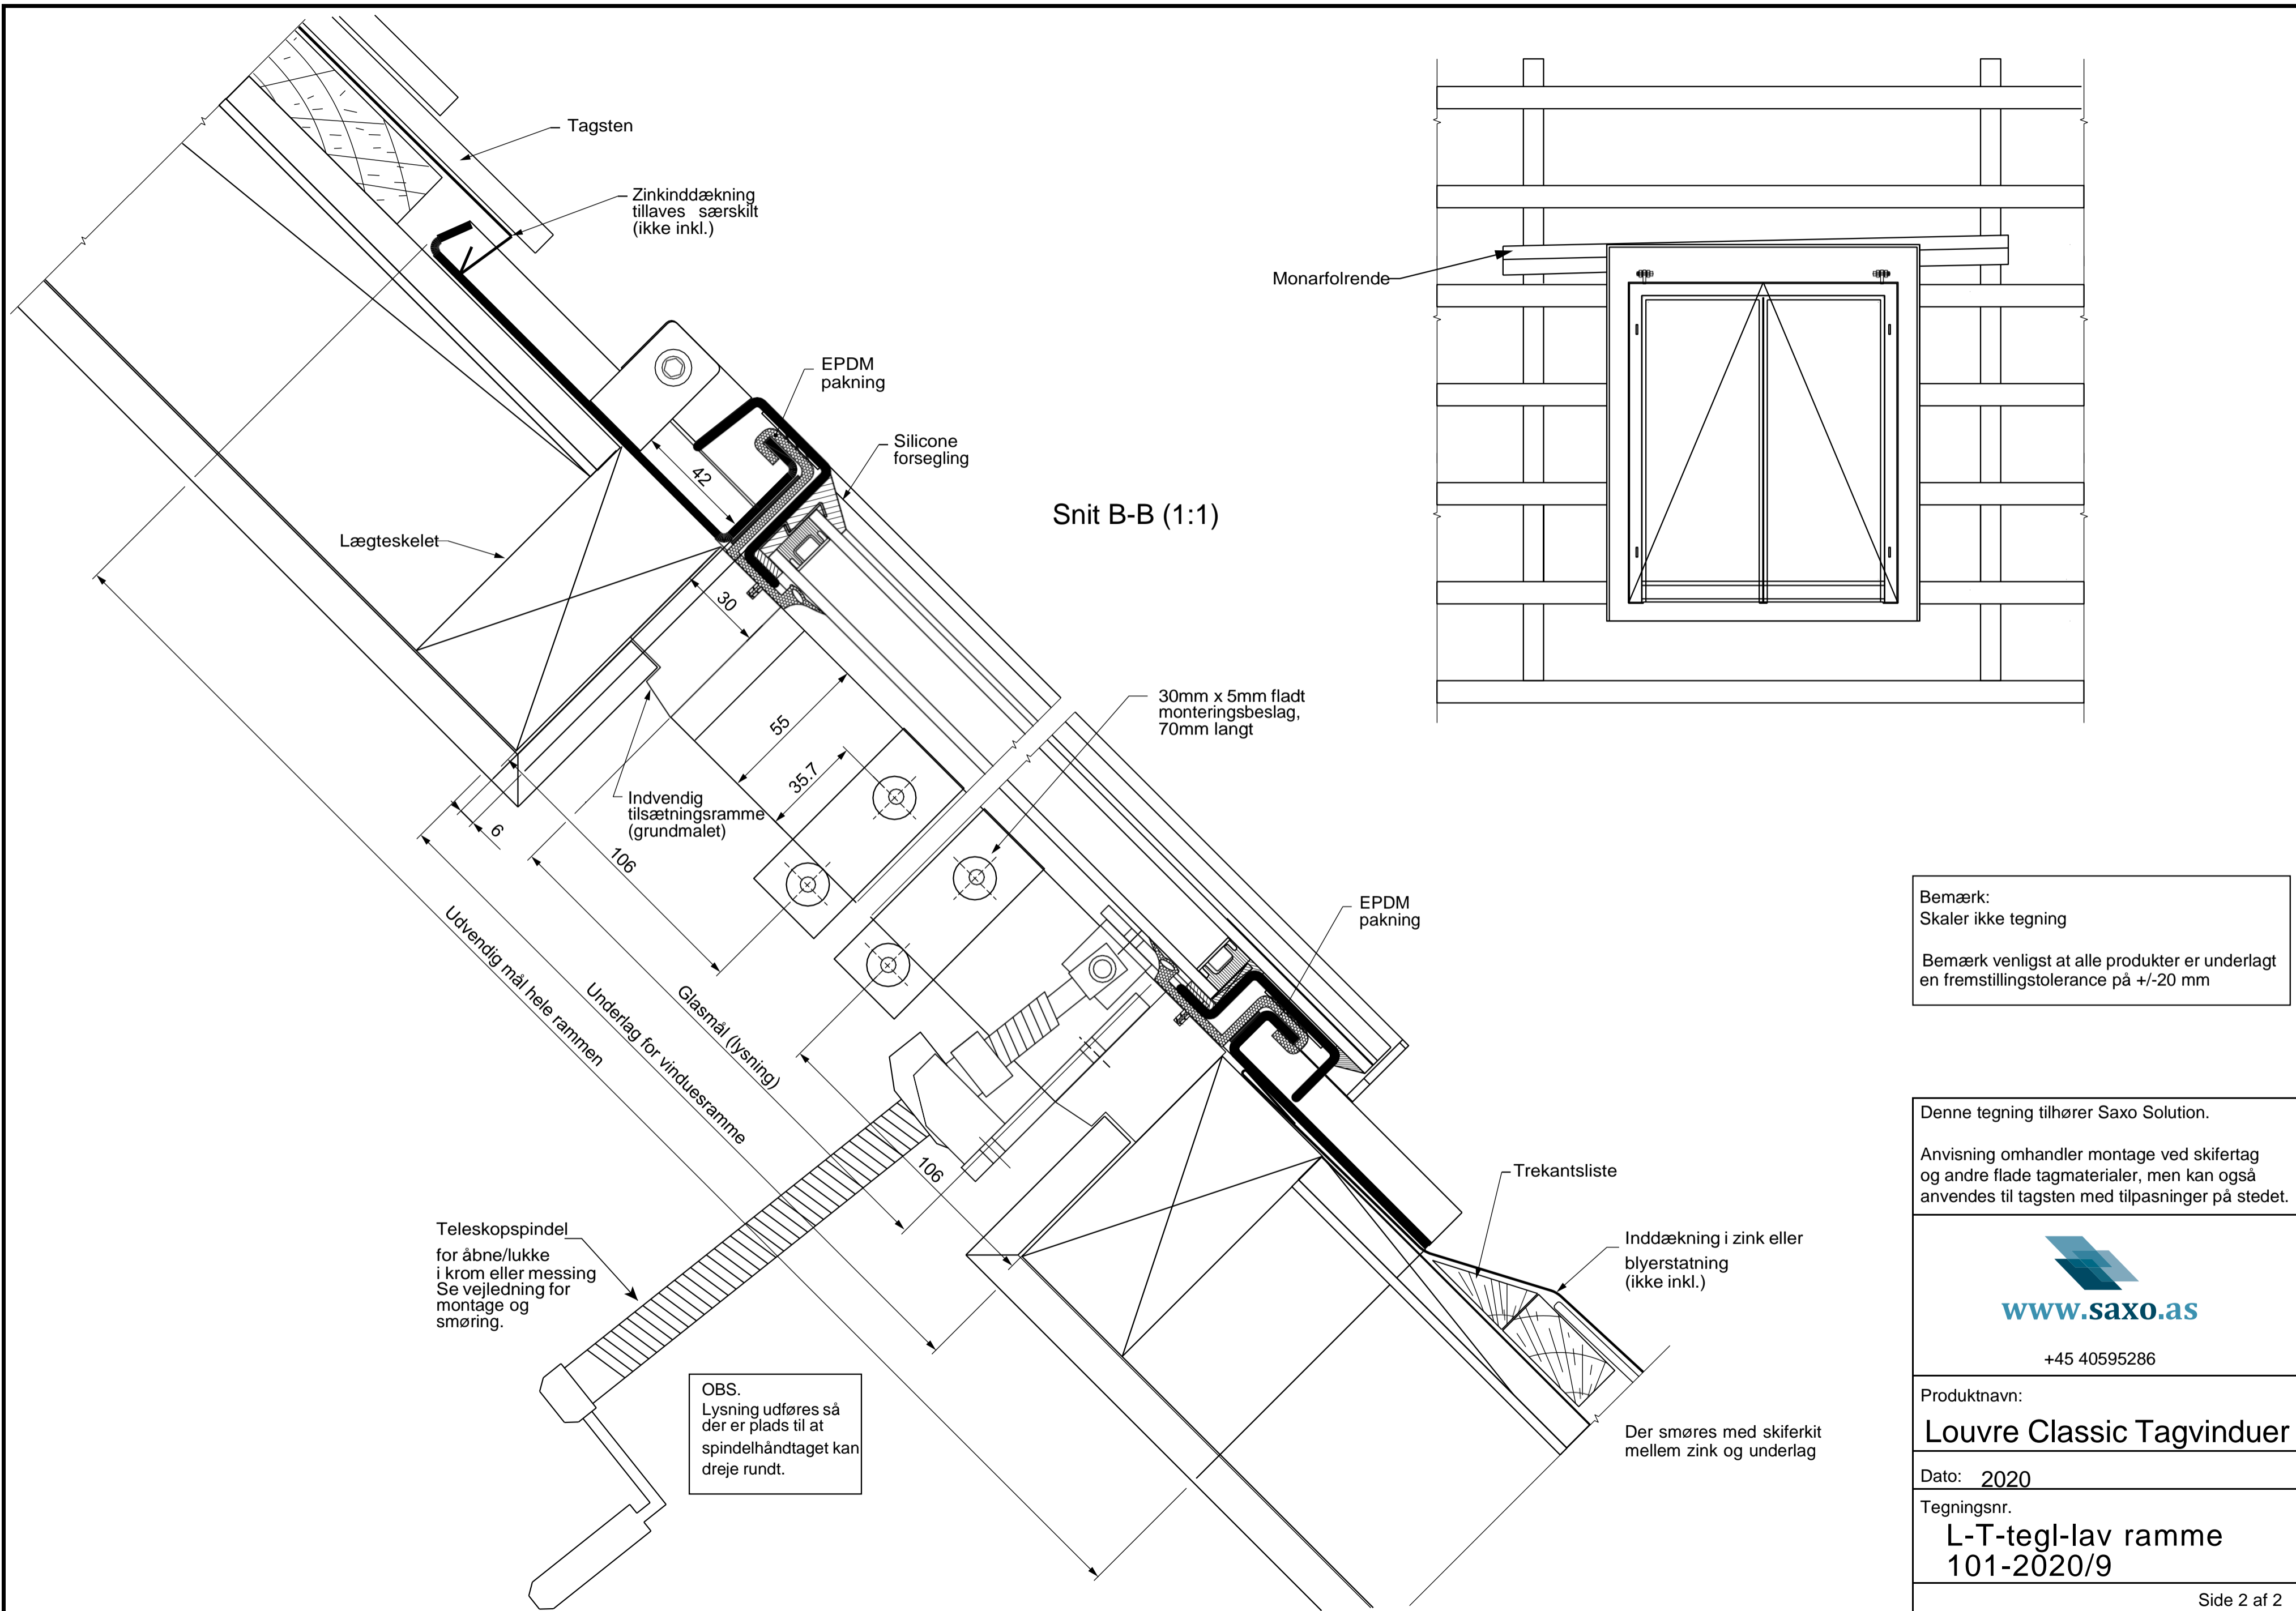 Tagsten
Zinkinddækning
tillaves særskilt
(ikke inkl.)
EPDM
pakning
Silicone
forsegling
42
Lægteskelet
30
Snit B-B (1:1)
Monarfolrende
30mm x 5mm fladt
monteringsbeslag,
70mm langt
55
35.7
Indvendig
tilsætningsramme
(grundmalet)
6
106
Udvendig mål hele rammen
Underlag for vinduesramme
Glasmål (lysning)
EPDM
pakning
106
Teleskopspindel
for åbne/lukke
i krom eller messing
Se vejledning for
montage og
smøring.
OBS.
Lysning udføres så
der er plads til at
spindelhåndtaget kan
dreje rundt.
Trekantsliste
Inddækning i zink eller
blyerstatning
(ikke inkl.)
Der smøres med skiferkit
mellem zink og underlag
Bemærk:
Skaler ikke tegning
Bemærk venligst at alle produkter er underlagt
en fremstillingstolerance på +/-20 mm
Denne tegning tilhører Saxo Solution.
Anvisning omhandler montage ved skifertag
og andre flade tagmaterialer, men kan også
anvendes til tagsten med tilpasninger på stedet.
www.saxo.as
+45 40595286
Produktnavn:
Louvre Classic Tagvinduer
Dato: 2020
Tegningsnr.
L-T-tegl-lav ramme
101-2020/9
Side 2 af 2